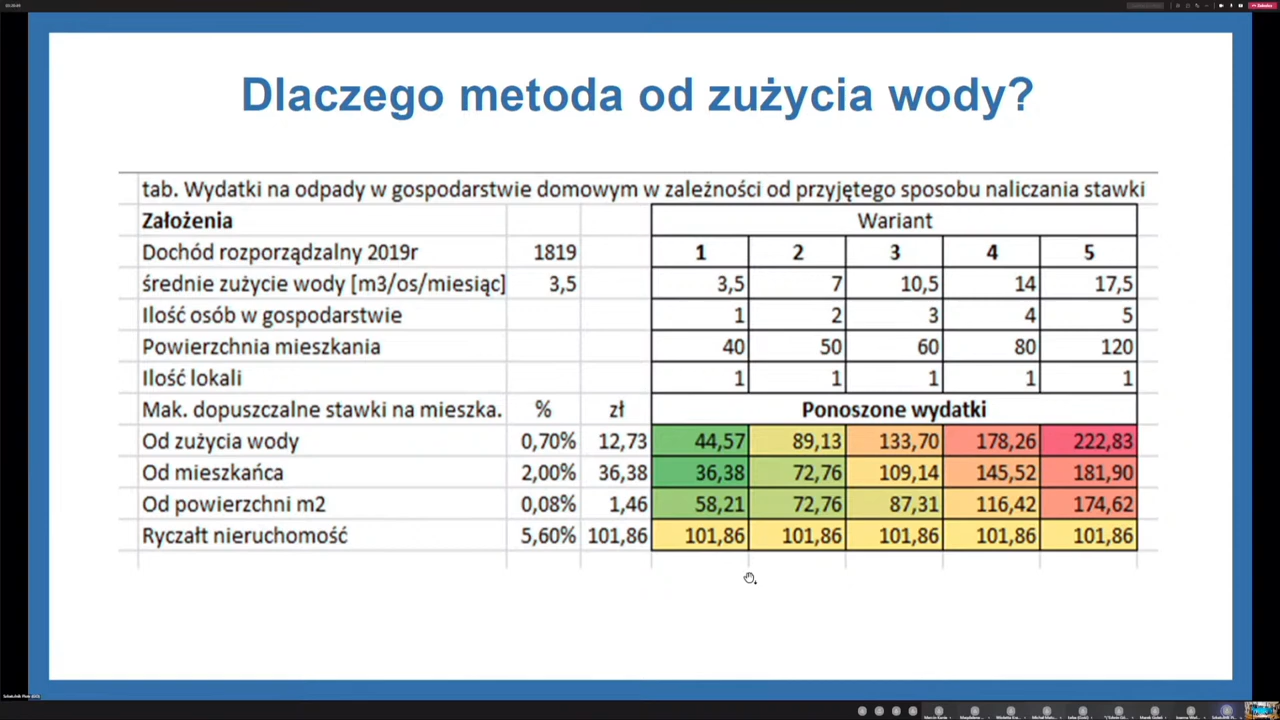 Dlaczego metoda od zużycia wody?
tab. Wydatki na odpady w gospodarstwie domowym w zależności od przyjętego sposobu naliczania stawki
Założenia Wariant
Dochód rozporządzalny 2019r 1819 1 2 3 4 5
średnie zużycie wody [m3/os/miesiąc] 3,5 3,5 7 10,5 14 17,5
Ilość osób w gospodarstwie 1 2 3 4 5
Powierzchnia mieszkania 40 50 60 80 120
Ilość lokali 1 1 1 1 1
Mak. dopuszczalne stawki na mieszka. % zł Ponoszone wydatki
Od zużycia wody 0,70% 12,73 44,57 89,13 133,70 178,26 222,83
Od mieszkańca 2,00% 36,38 36,38 72,76 109,14 145,52 181,90
Od powierzchni m2 0,08% 1,46 58,21 72,76 87,31 116,42 174,62
Ryczałt nieruchomość 5,60% 101,86 101,86 101,86 101,86 101,86 101,86